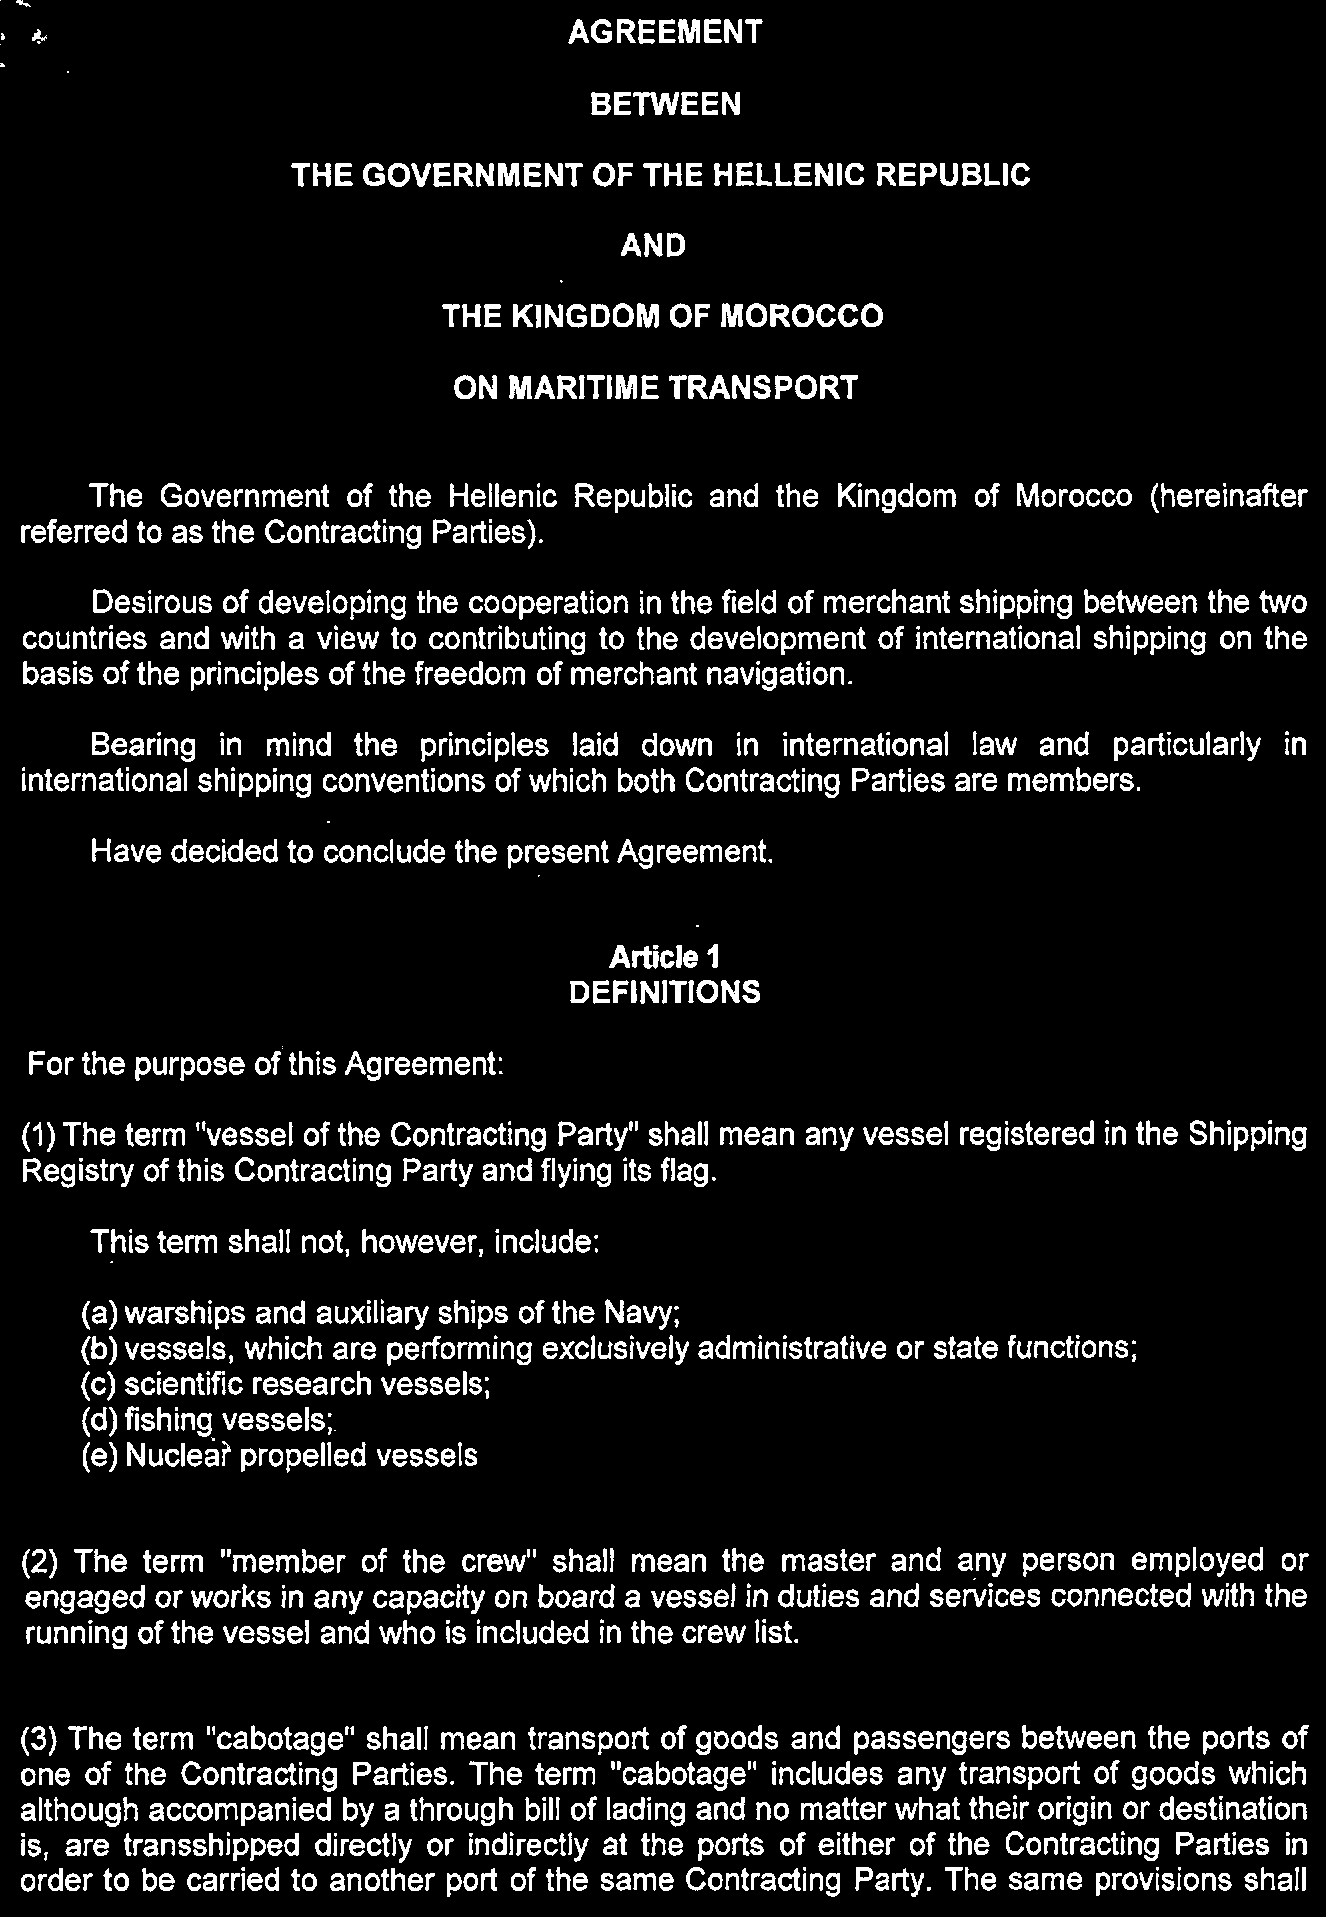 AGREEMENT
BETWEEN
THE GOVERNMENT OF THE HELLENIC REPUBLIC
AND
THE KINGDOM OF MOROCCO
ON MARITIME TRANSPORT
The Government of the Hellenic Republic and the Kingdom of Morocco (hereinafter
referred to as the Contracting Parties).
Desirous of developing the cooperation in the field of merchant shipping between the two
countries and with a view to contributing to the development of international shipping on the
basis of the principles of the freedom of merchant navigation.
Bearing in mind the principles laid down in international law and particularly in
international shipping conventions of which both Contracting Parties are members.
Have decided to conclude the present Agreement.
Article 1
DEFINITIONS
For the purpose of this Agreement:
(1) The term "vessel of the Contracting Party" shall mean any vessel registered in the Shipping
Registry of this Contracting Party and flying its flag.
This term shall not, however, include:
(a) warships and auxiliary ships of the Navy;
(b) vessels, which are performing exclusively administrative or state functions;
(c) scientific research vessels;
(d) fishing vessels;
(e) Nuclear propelled vessels
(2) The term "member of the crew" shall mean the master and any person employed or
engaged or works in any capacity on board a vessel in duties and services connected with the
running of the vessel and who is included in the crew list.
(3) The term "cabotage" shall mean transport of goods and passengers between the ports of
one of the Contracting Parties. The term "cabotage" includes any transport of goods which
although accompanied by a through bill of lading and no matter what their origin or destination
is, are transshipped directly or indirectly at the ports of either of the Contracting Parties in
order to be carried to another port of the same Contracting Party. The same provisions shall